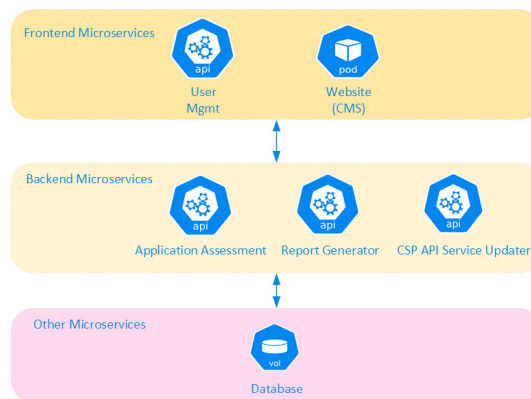 Frontend Microservices
api
pod
User
Mgmt
Website
(CMS)
Backend Microservices
api
api
api
Application Assessment
Report Generator
CSP API Service Updater
Other Microservices
vol
Database